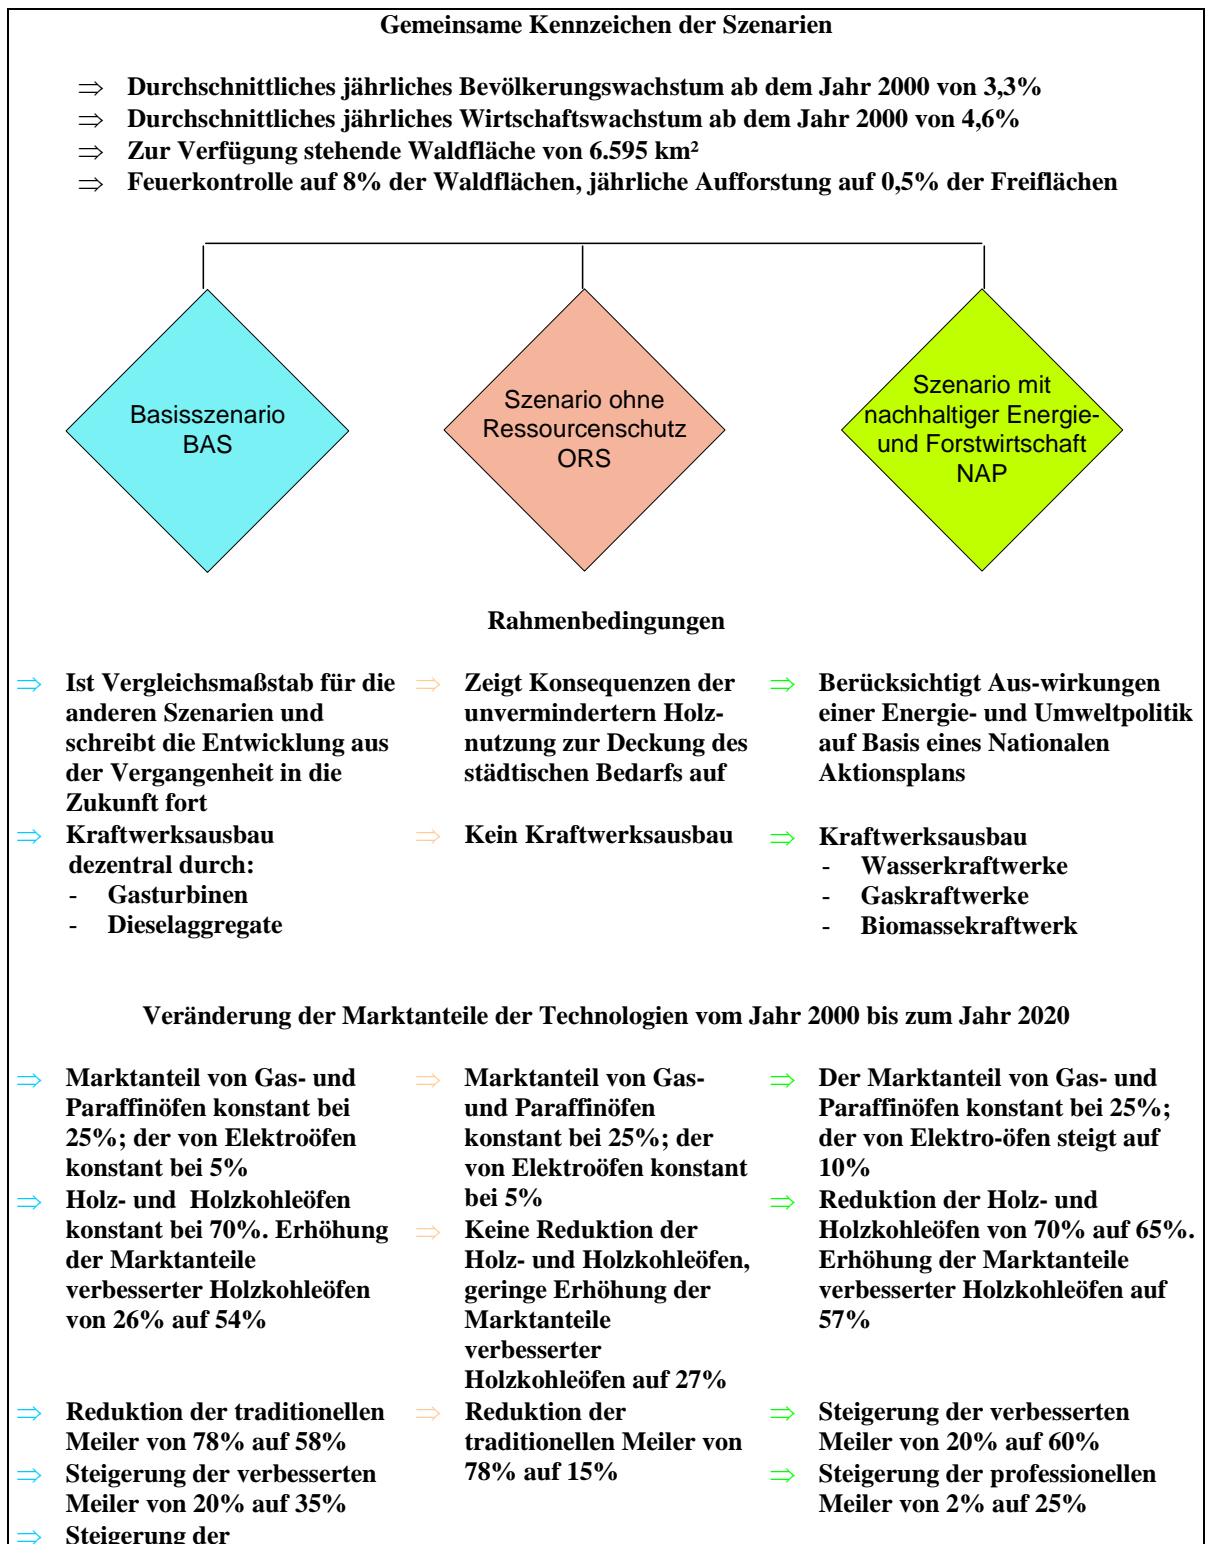 Gemeinsame Kennzeichen der Szenarien
⇒ Durchschnittliches jährliches Bevölkerungswachstum ab dem Jahr 2000 von 3,3%
⇒ Durchschnittliches jährliches Wirtschaftswachstum ab dem Jahr 2000 von 4,6%
⇒ Zur Verfügung stehende Waldfläche von 6.595 km²
⇒ Feuerkontrolle auf 8% der Waldflächen, jährliche Aufforstung auf 0,5% der Freiflächen
Basisszenario
BAS
Szenario ohne
Ressourcenschutz
ORS
Szenario mit
nachhaltiger Energie-
und Forstwirtschaft
NAP
Rahmenbedingungen
⇒ Ist Vergleichsmaßstab für die
anderen Szenarien und
schreibt die Entwicklung aus
der Vergangenheit in die
Zukunft fort
⇒ Kraftwerksausbau
dezentral durch:
- Gasturbinen
- Dieselaggregate
⇒ Zeigt Konsequenzen der
unvermindertern Holz-
nutzung zur Deckung des
städtischen Bedarfs auf
⇒ Kein Kraftwerksausbau
⇒ Berücksichtigt Aus-wirkungen
einer Energie- und Umweltpolitik
auf Basis eines Nationalen
Aktionsplans
⇒ Kraftwerksausbau
- Wasserkraftwerke
- Gaskraftwerke
- Biomassekraftwerk
Veränderung der Marktanteile der Technologien vom Jahr 2000 bis zum Jahr 2020
⇒ Marktanteil von Gas- und
Paraffinöfen konstant bei
25%; der von Elektroöfen
konstant bei 5%
⇒ Holz- und Holzkohleöfen
konstant bei 70%. Erhöhung
der Marktanteile
verbesserter Holzkohleöfen
von 26% auf 54%
⇒ Reduktion der traditionellen
Meiler von 78% auf 58%
⇒ Steigerung der verbesserten
Meiler von 20% auf 35%
⇒ Steigerung der
⇒ Marktanteil von Gas-
und Paraffinöfen
konstant bei 25%; der
von Elektroöfen konstant
bei 5%
⇒ Keine Reduktion der
Holz- und Holzkohleöfen,
geringe Erhöhung der
Marktanteile
verbesserter
Holzkohleöfen auf 27%
⇒ Reduktion der
traditionellen Meiler von
78% auf 15%
⇒ Der Marktanteil von Gas- und
Paraffinöfen konstant bei 25%;
der von Elektro-öfen steigt auf
10%
⇒ Reduktion der Holz- und
Holzkohleöfen von 70% auf 65%.
Erhöhung der Marktanteile
verbesserter Holzkohleöfen auf
57%
⇒ Steigerung der verbesserten
Meiler von 20% auf 60%
⇒ Steigerung der professionellen
Meiler von 2% auf 25%